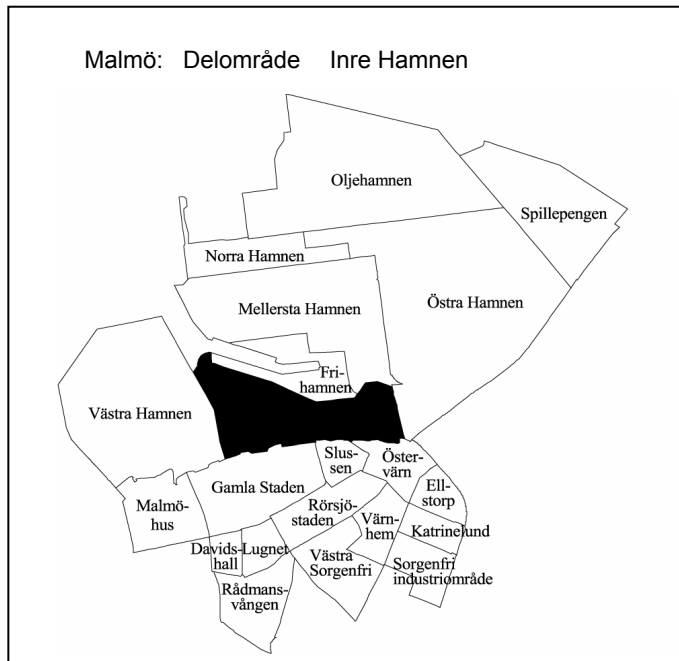 Malmö: Delområde Inre Hamnen
Oljehamnen
Spillepengen
Norra Hamnen
Mellersta Hamnen
Östra Hamnen
Fri-
hamnen
Västra Hamnen
Slus-
sen
Öster-
värn
Gamla Staden
Ell-
storp
Malmö-
hus
Rörsjö-
staden
Värn-
hem
Katrinelund
Davids-
hall
Lugnet
Västra
Sorgenfri
Sorgenfri
industriområde
Rådmans-
vången